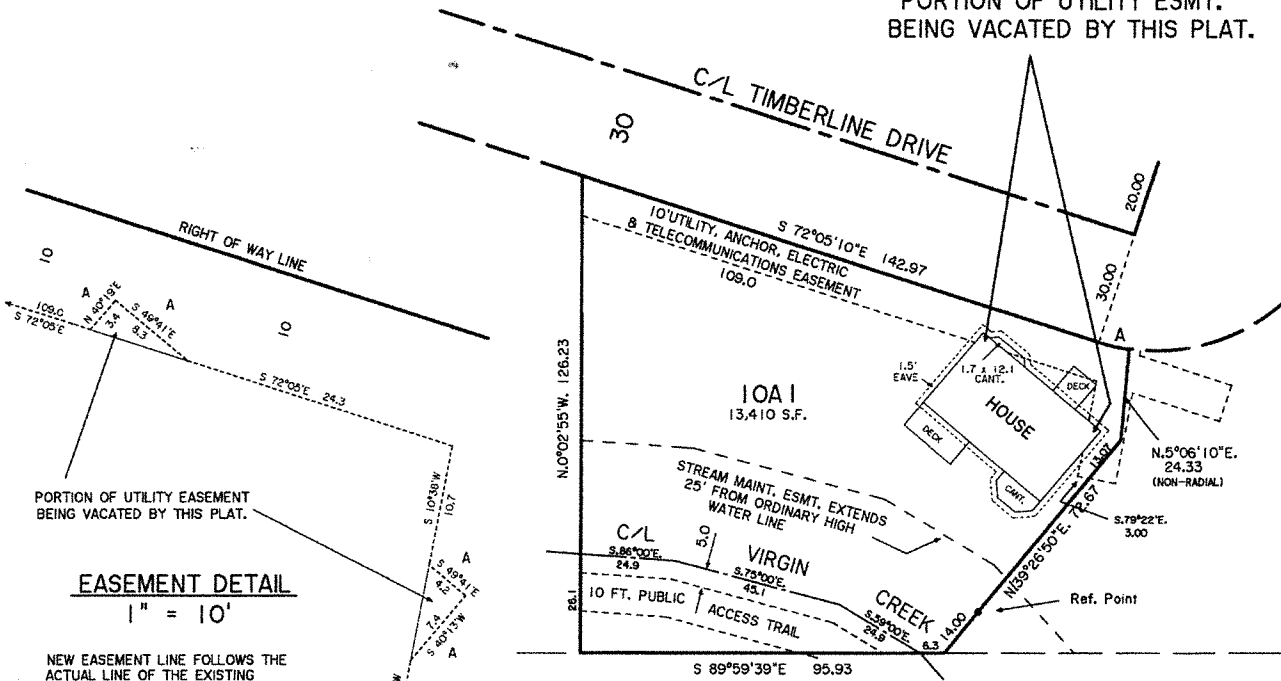 PORTION OF UTILITY ESMT.
BEING VACATED BY THIS PLAT.
C/L TIMBERLINE DRIVE
30
20.00
30.00
RIGHT OF WAY LINE
10
10
A
A
N 40°19'E
3.4
S 49°41'E
8.3
109.0
S 72°05'E
S 72°05'E 24.3
S 10°38'W
10.7
A
S 49°41'E
4.2
7.4
S 40°13'W
A
W
PORTION OF UTILITY EASEMENT
BEING VACATED BY THIS PLAT.
EASEMENT DETAIL
1" = 10'
NEW EASEMENT LINE FOLLOWS THE
ACTUAL LINE OF THE EXISTING
S 72°05'10"E 142.97
10'UTILITY, ANCHOR, ELECTRIC
& TELECOMMUNICATIONS EASEMENT
109.0
A
N.0°02'55"W. 126.23
10A1
13,410 S.F.
1.5'
EAVE
1.7 x 12.1
CANT.
DECK
HOUSE
DECK
CANT.
13.07
N.5°06'10"E.
24.33
(NON-RADIAL)
S.79°22'E.
3.00
N/39°26'50"E. 72.67
STREAM MAINT. ESMT. EXTENDS
25' FROM ORDINARY HIGH
WATER LINE
C/L
VIRGIN
CREEK
S.86°00'E.
24.9
5.0
S.75°00'E.
45.1
S.59°00'E.
24.9
6.3
14.00
Ref. Point
26.1
10 FT. PUBLIC
ACCESS TRAIL
S 89°59'39"E 95.93